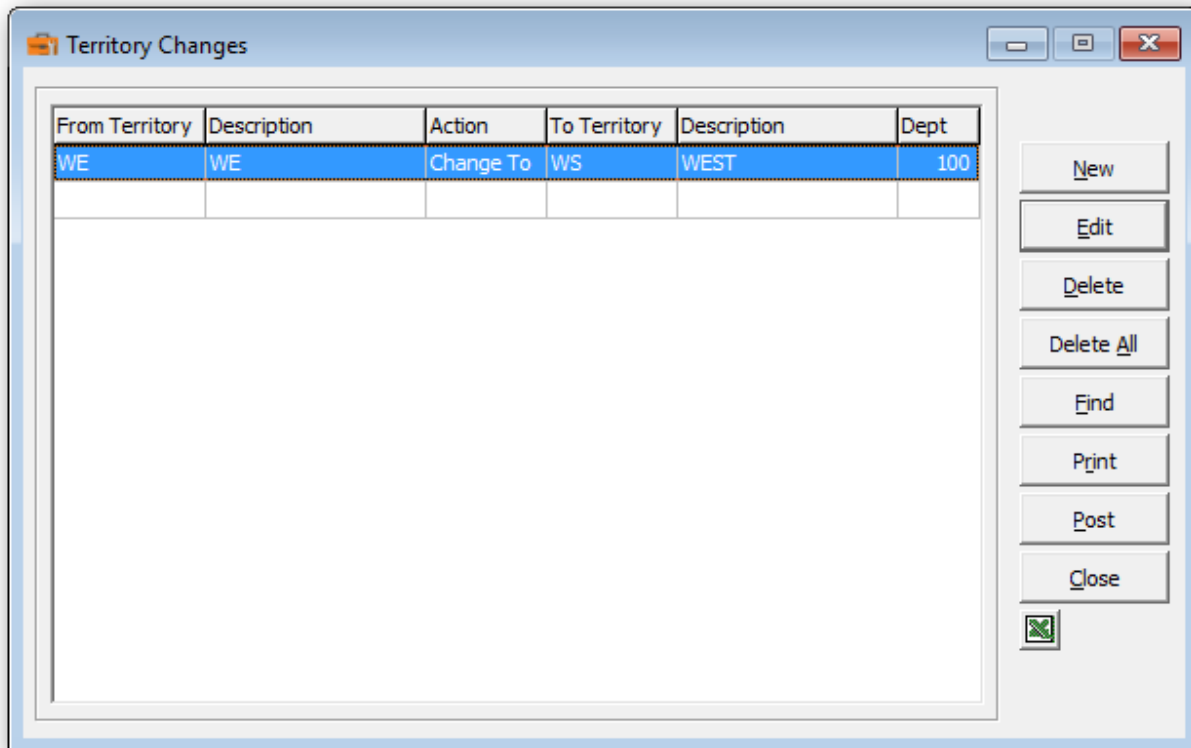 Territory Changes
From Territory Description Action To Territory Description Dept
WE WE Change To WS WEST 100
New
Edit
Delete
Delete All
Find
Print
Post
Close